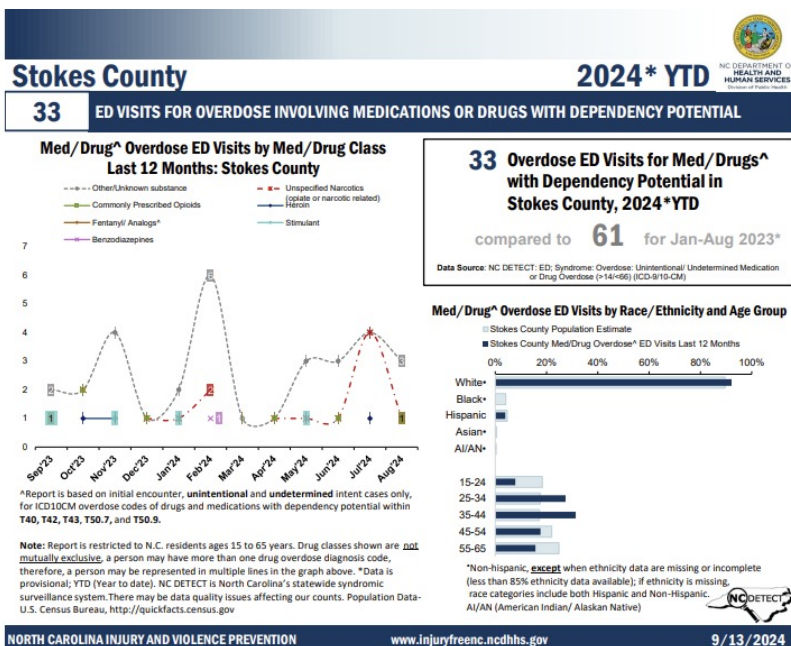 NC DEPARTMENT O
HEALTH AND
HUMAN SERVICES
Division of Public Health
Stokes County
2024* YTD
33 ED VISITS FOR OVERDOSE INVOLVING MEDICATIONS OR DRUGS WITH DEPENDENCY POTENTIAL
Med/Drug^ Overdose ED Visits by Med/Drug Class
Last 12 Months: Stokes County
Other/Unknown substance
Unspecified Narcotics
(opiate or narcotic related)
Commonly Prescribed Opioids
Heroin
Fentanyl/ Analogs^
Stimulant
Benzodiazepines
7
6
5
4
3
2
1
0
2
1
1
6
2
1
3
1
Sep'23
Oct'23
Nov'23
Dec'23
Jan'24
Feb'24
Mar'24
Apr'24
May'24
Jun'24
Jul'24
Aug'24
^Report is based on initial encounter, unintentional and undetermined intent cases only,
for ICD10CM overdose codes of drugs and medications with dependency potential within
T40, T42, T43, T50.7, and T50.9.
Note: Report is restricted to N.C. residents ages 15 to 65 years. Drug classes shown are not
mutually exclusive, a person may have more than one drug overdose diagnosis code,
therefore, a person may be represented in multiple lines in the graph above. *Data is
provisional; YTD (Year to date). NC DETECT is North Carolina's statewide syndromic
surveillance system.There may be data quality issues affecting our counts. Population Data-
U.S. Census Bureau, http://quickfacts.census.gov
33 Overdose ED Visits for Med/Drugs^
with Dependency Potential in
Stokes County, 2024*YTD
compared to 61 for Jan-Aug 2023*
Data Source: NC DETECT: ED; Syndrome: Overdose: Unintentional/ Undetermined Medication
or Drug Overdose (>14/<66) (ICD-9/10-CM)
Med/Drug^ Overdose ED Visits by Race/Ethnicity and Age Group
Stokes County Population Estimate
Stokes County Med/Drug Overdose^ ED Visits Last 12 Months
0% 20% 40% 60% 80% 100%
White•
Black•
Hispanic
Asian•
AI/AN•
15-24
25-34
35-44
45-54
55-65
•Non-hispanic, except when ethnicity data are missing or incomplete
(less than 85% ethnicity data available); if ethnicity is missing,
race categories include both Hispanic and Non-Hispanic.
AI/AN (American Indian/ Alaskan Native)
NC DETECT
NORTH CAROLINA INJURY AND VIOLENCE PREVENTION
www.injuryfreenc.ncdhhs.gov
9/13/2024